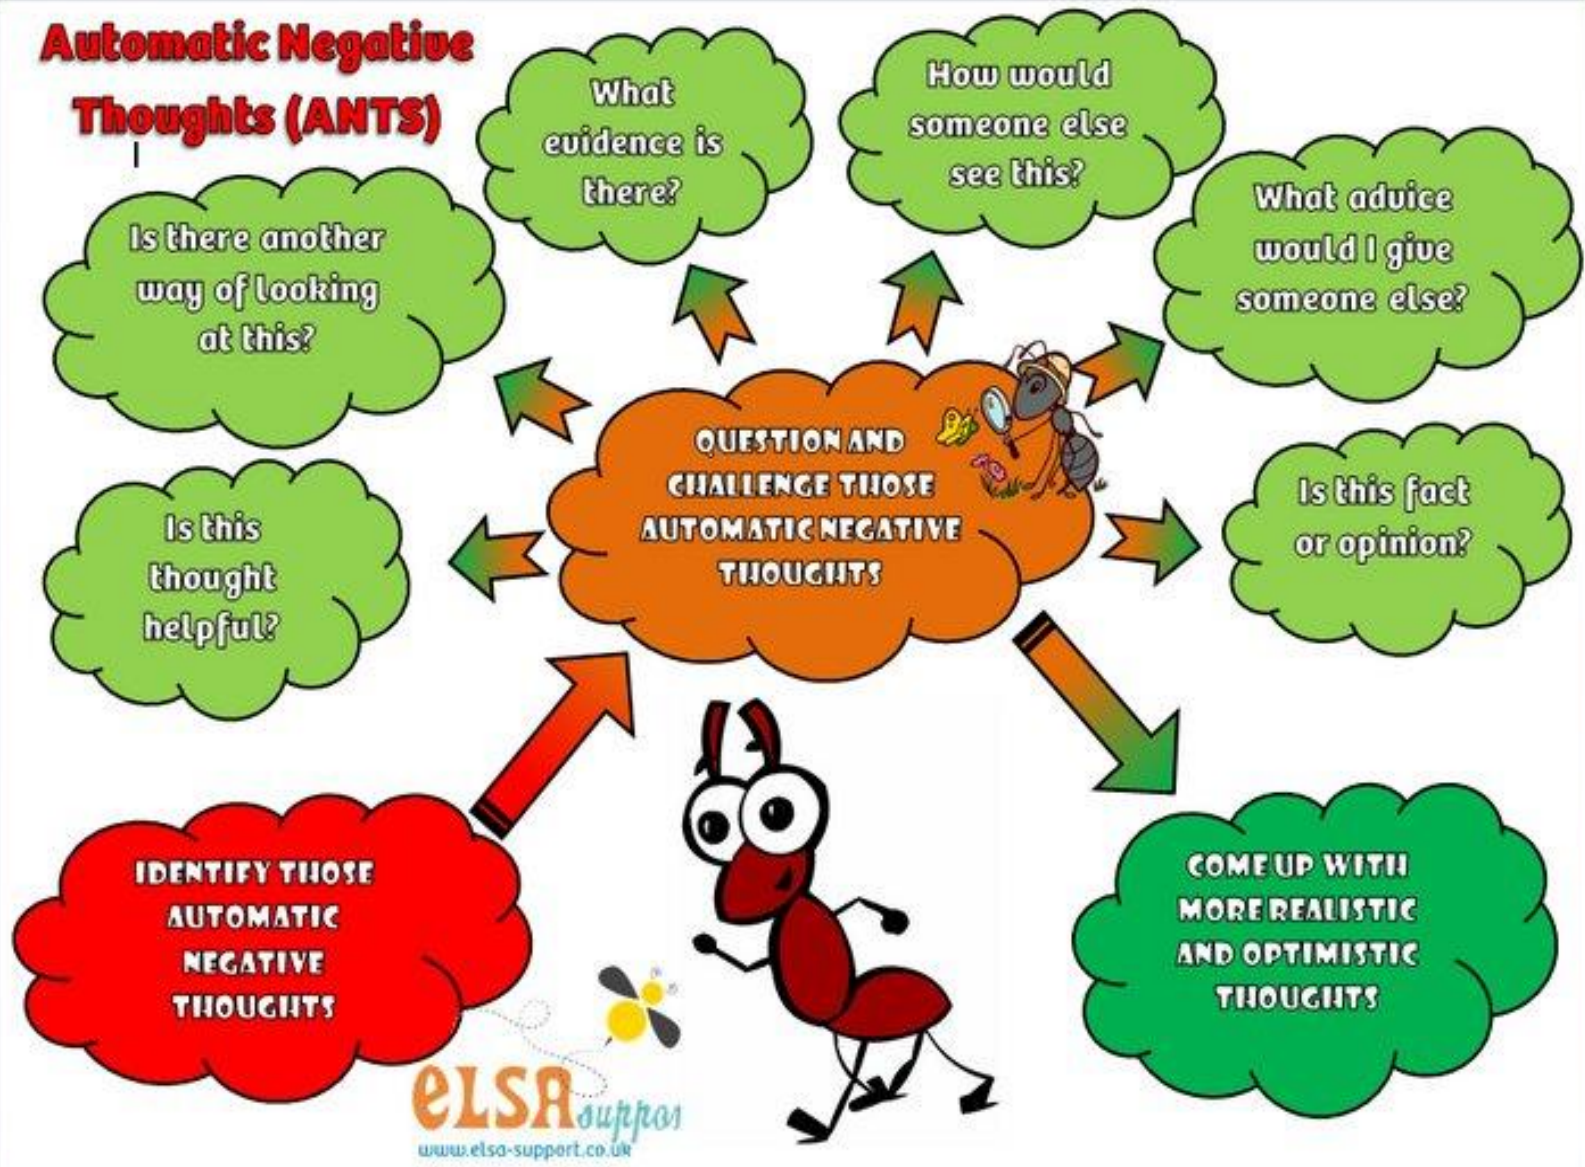 Automatic Negative
Thoughts (ANTS)
What
evidence is
there?
How would
someone else
see this?
What advice
would I give
someone else?
Is there another
way of looking
at this?
QUESTION AND
CHALLENGE THOSE
AUTOMATIC NEGATIVE
THOUGHTS
Is this fact
or opinion?
Is this
thought
helpful?
IDENTIFY THOSE
AUTOMATIC
NEGATIVE
THOUGHTS
COME UP WITH
MORE REALISTIC
AND OPTIMISTIC
THOUGHTS
eLSA suppor
www.elsa-support.co.uk